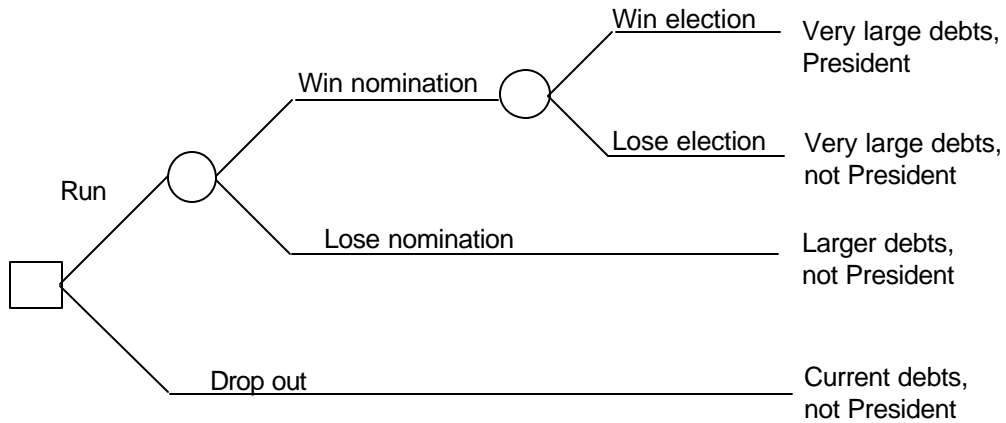 Win election
Very large debts,
President
Win nomination
Lose election
Very large debts,
not President
Run
Lose nomination
Larger debts,
not President
Drop out
Current debts,
not President